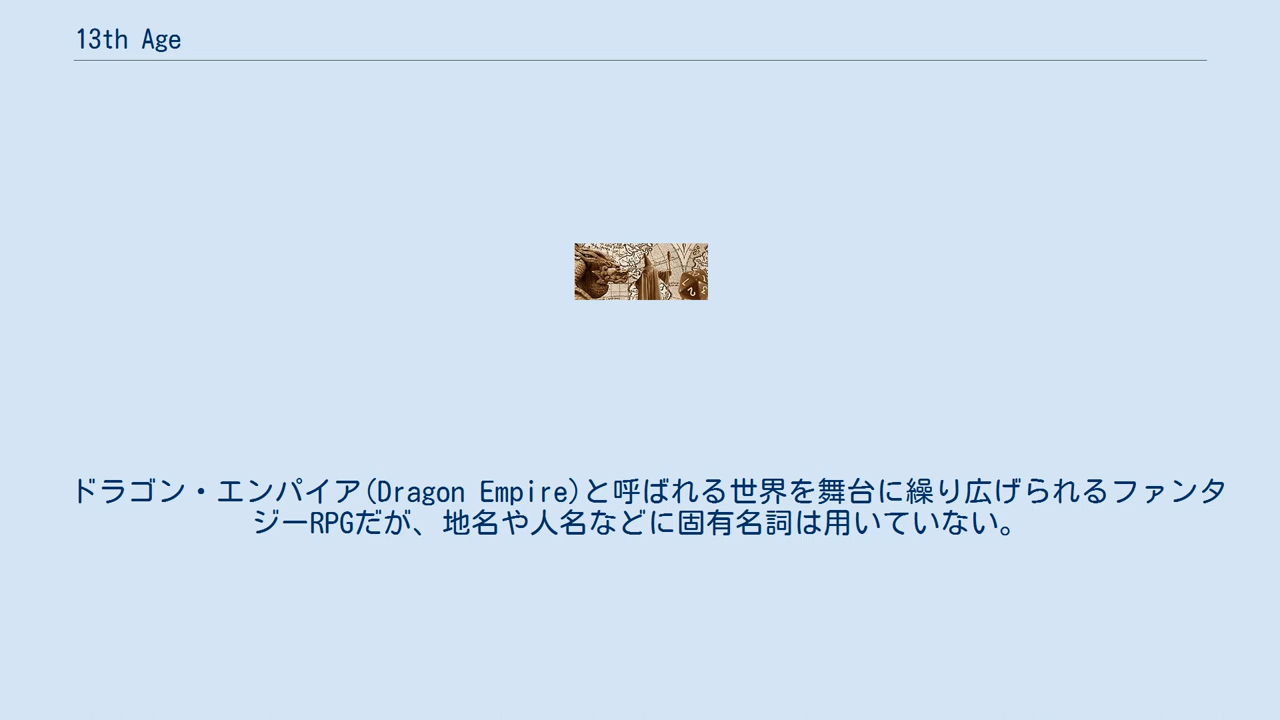 13th Age
ドラゴン・エンパイア(Dragon Empire)と呼ばれる世界を舞台に繰り広げられるファンタ
ジーRPGだが、地名や人名などに固有名詞は用いていない。